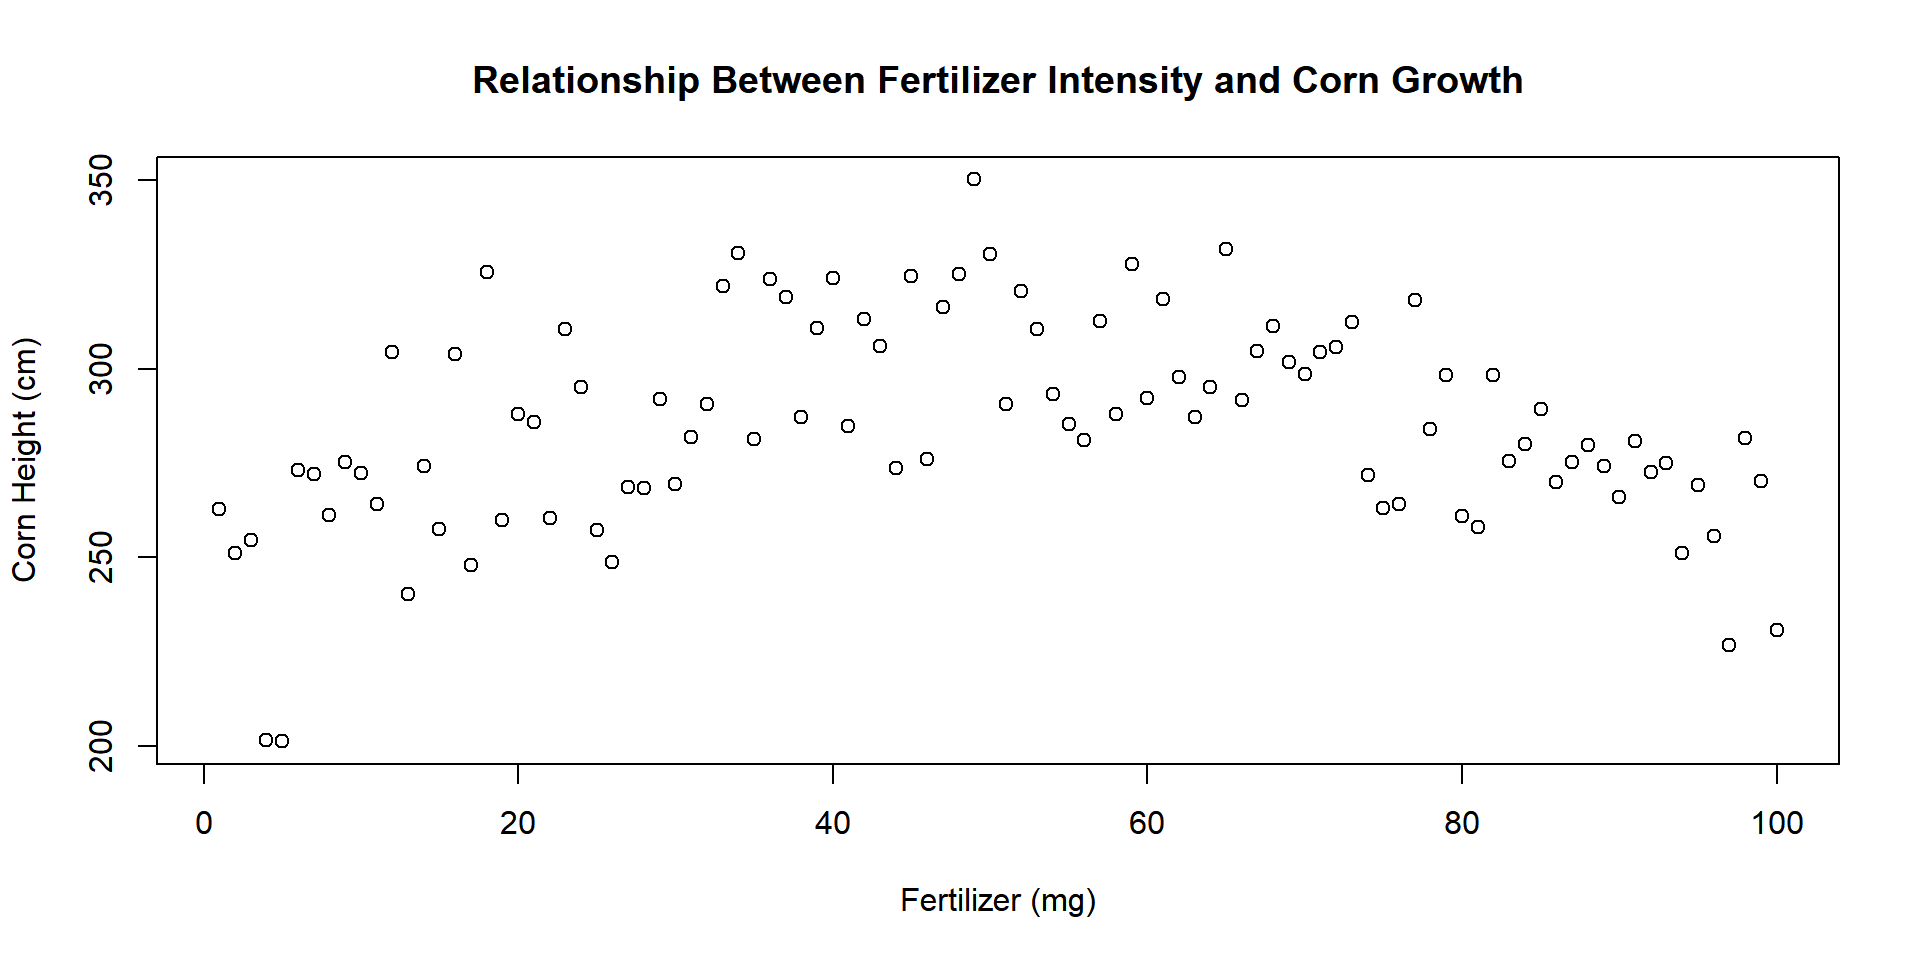 Relationship Between Fertilizer Intensity and Corn Growth
Corn Height (cm)
350
300
250
200
0 20 40 60 80 100
Fertilizer (mg)